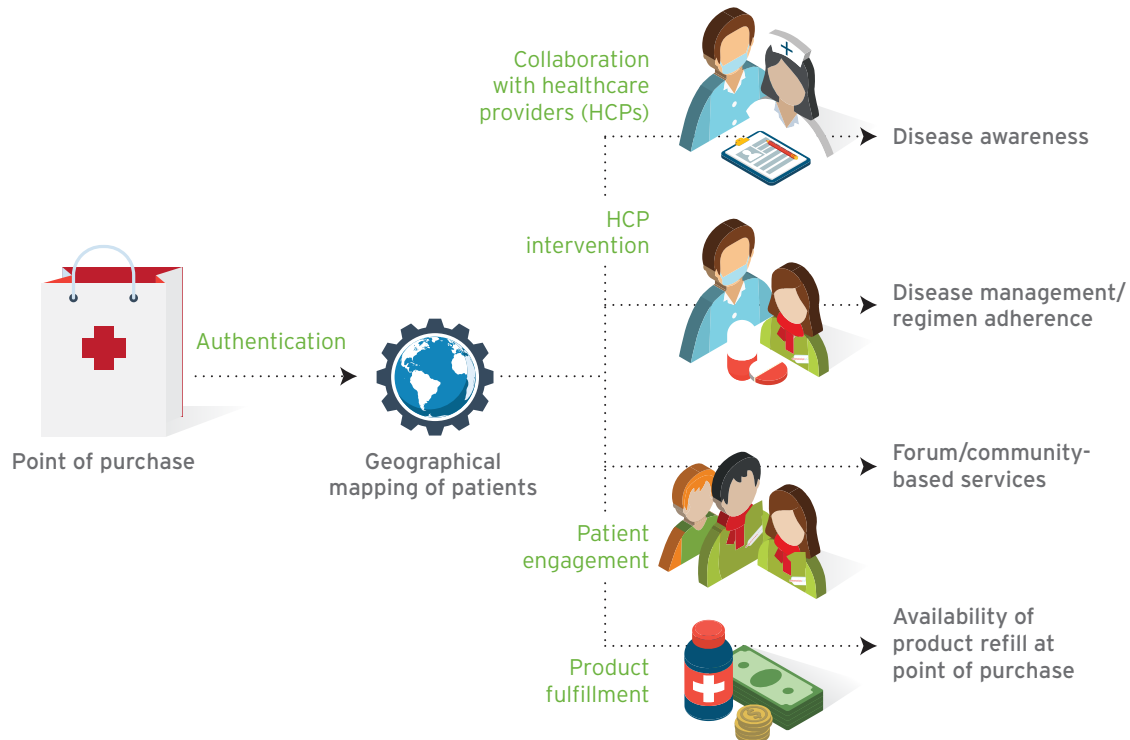 Collaboration
with healthcare
providers (HCPs)
Disease awareness
HCP
intervention
Disease management/
regimen adherence
Authentication
Point of purchase
Geographical
mapping of patients
Forum/community-
based services
Patient
engagement
Availability of
product refill at
point of purchase
Product
fulfillment